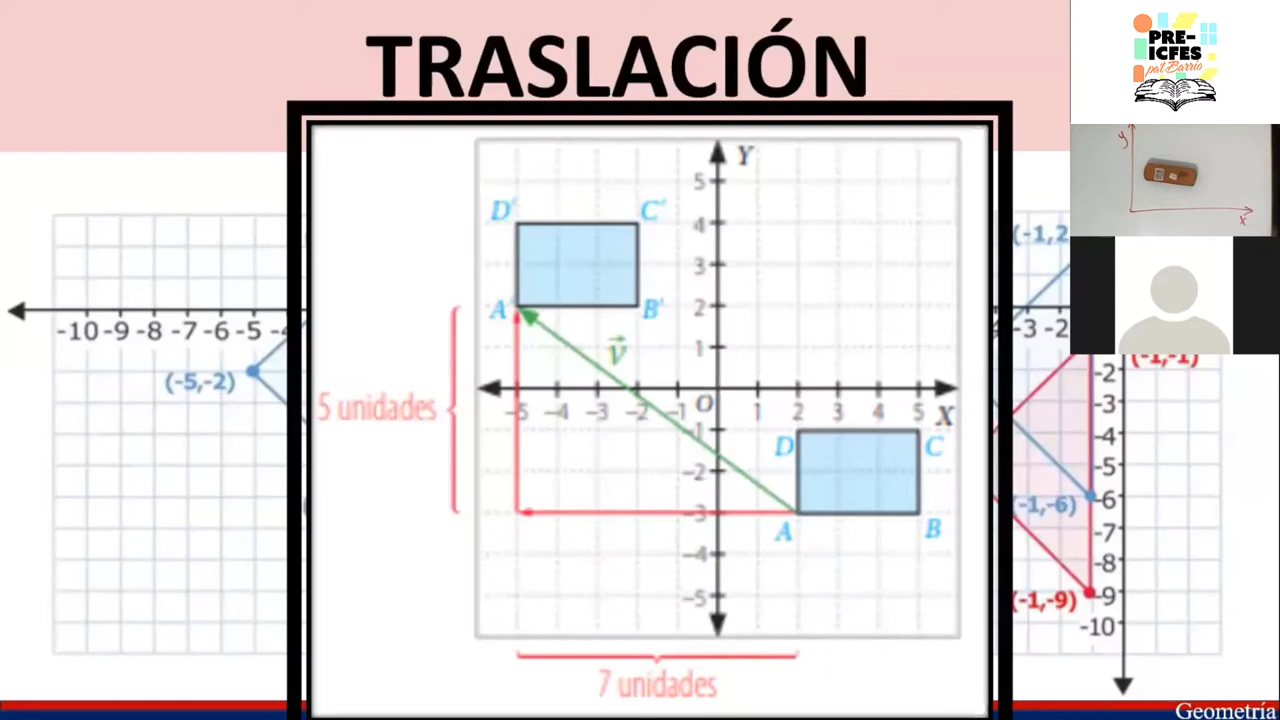 TRASLACIÓN
PRE-
ICFES
pal Barrio
y
x
Y
5
4
3
2
1
D' C'
A' B'
v
-10 -9 -8 -7 -6 -5
(-5,-2)
5 unidades
-5 -4 -3 -2 -1 O 1 2 3 4 5 X
-1
-2
-3
-4
-5
D C
A B
7 unidades
(-1,2
-3 -2
(-1,-1)
-2
-3
-4
-5
-6
-7
-8
-9
-10
(-1,-6)
(-1,-9)
Geometría